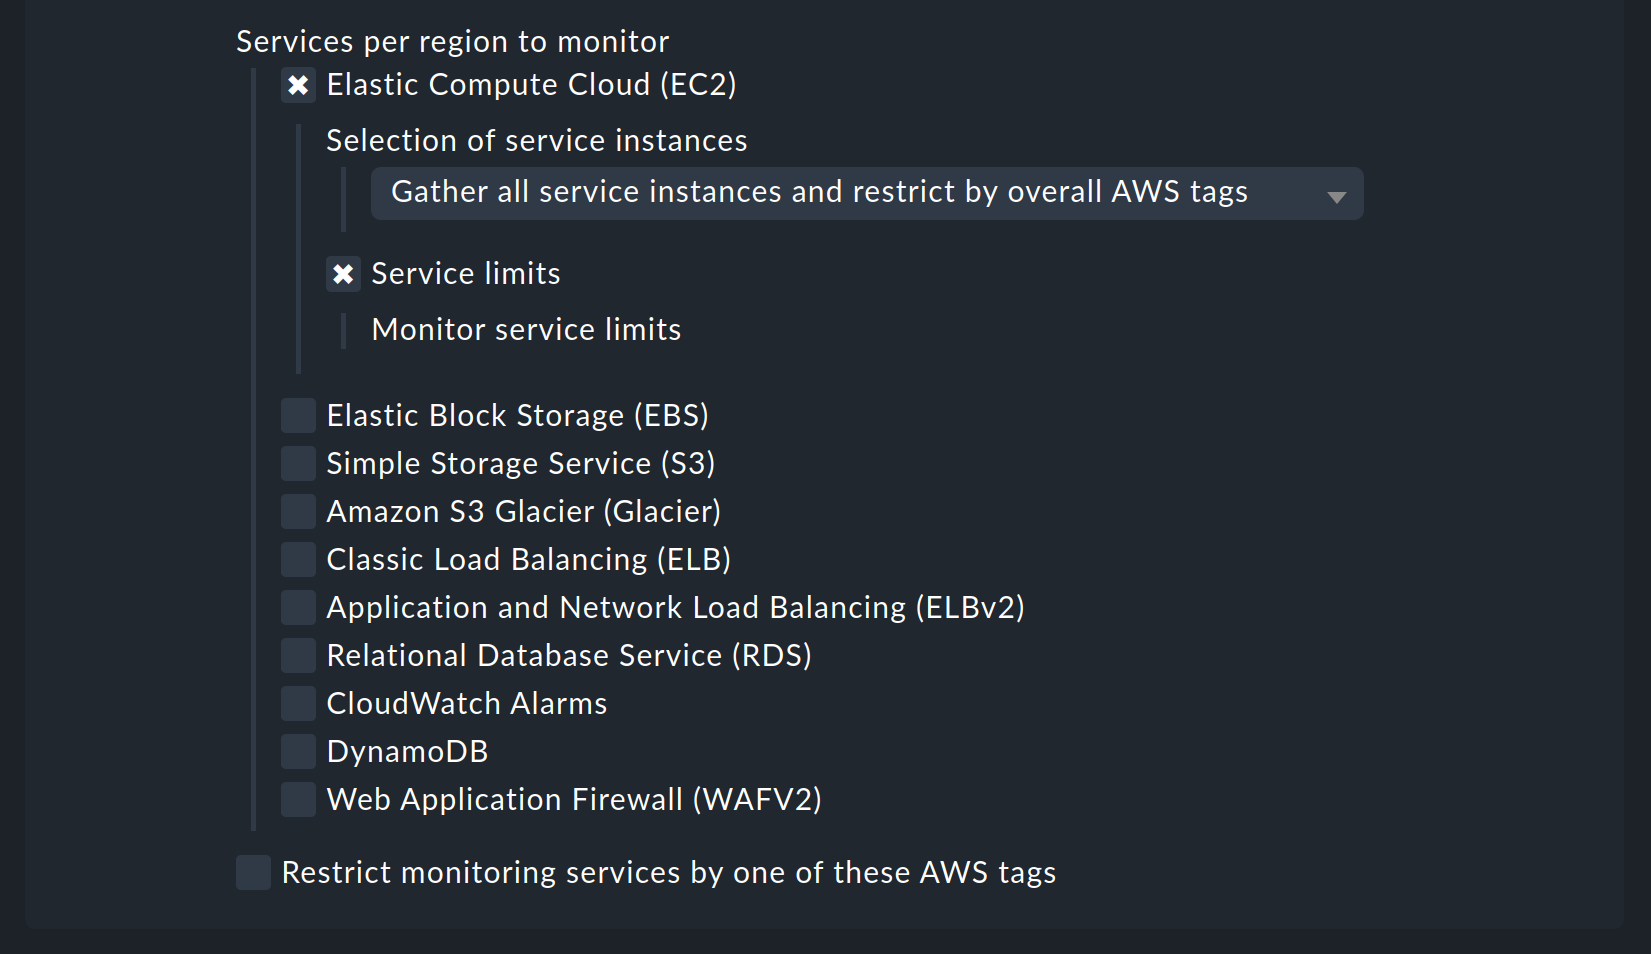 Services per region to monitor
Elastic Compute Cloud (EC2)
Selection of service instances
Gather all service instances and restrict by overall AWS tags
Service limits
Monitor service limits
Elastic Block Storage (EBS)
Simple Storage Service (S3)
Amazon S3 Glacier (Glacier)
Classic Load Balancing (ELB)
Application and Network Load Balancing (ELBv2)
Relational Database Service (RDS)
CloudWatch Alarms
DynamoDB
Web Application Firewall (WAFV2)
Restrict monitoring services by one of these AWS tags